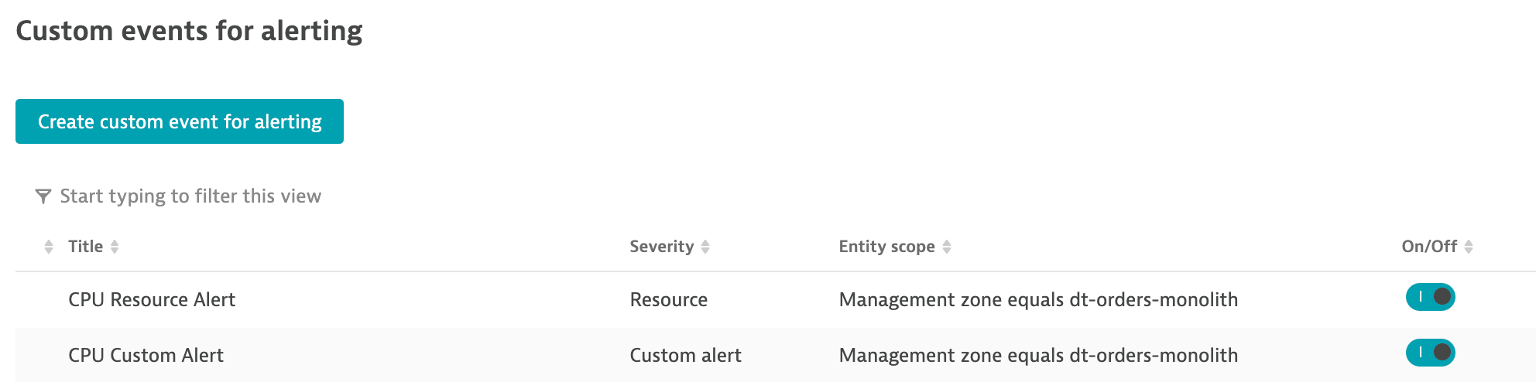 Custom events for alerting
Create custom event for alerting
Start typing to filter this view
Title Severity Entity scope On/Off
CPU Resource Alert Resource Management zone equals dt-orders-monolith
CPU Custom Alert Custom alert Management zone equals dt-orders-monolith